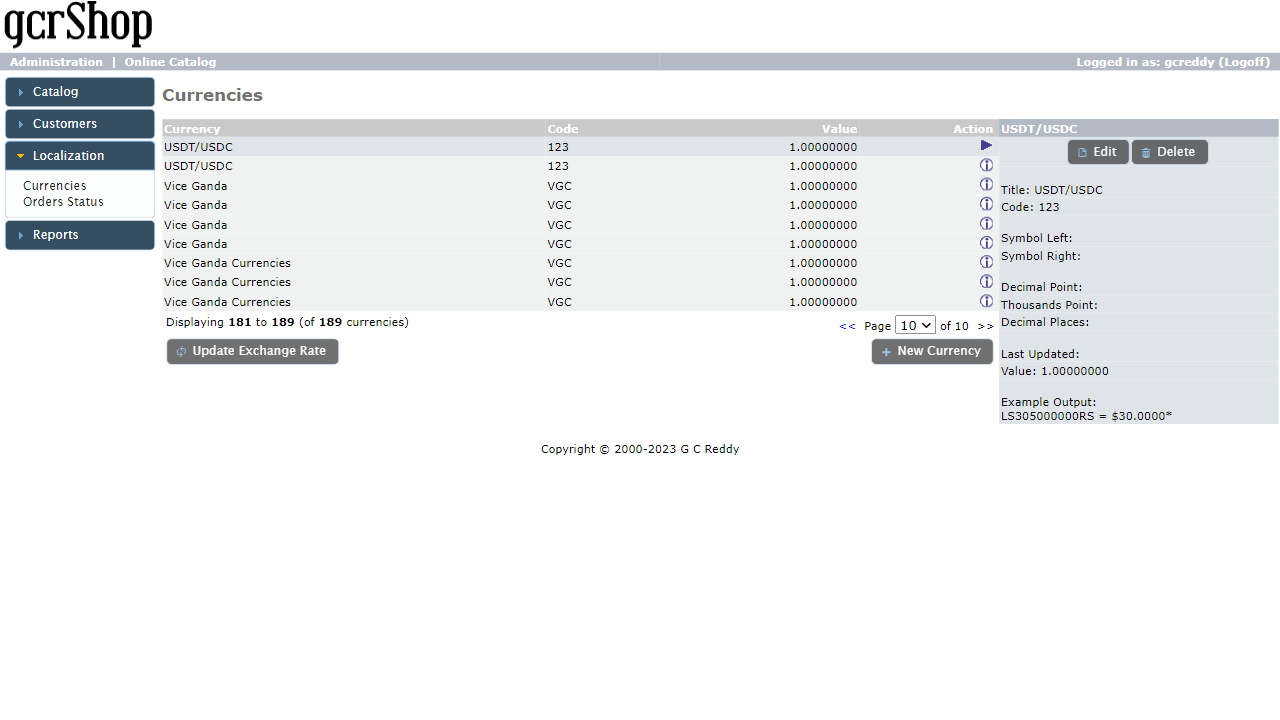 gcrShop
Administration | Online Catalog Logged in as: gcreddy (Logoff)
Catalog
Customers
Localization
Currencies
Orders Status
Reports
Currencies
Currency Code Value Action
USDT/USDC 123 1.00000000
USDT/USDC 123 1.00000000
Vice Ganda VGC 1.00000000
Vice Ganda VGC 1.00000000
Vice Ganda VGC 1.00000000
Vice Ganda VGC 1.00000000
Vice Ganda Currencies VGC 1.00000000
Vice Ganda Currencies VGC 1.00000000
Vice Ganda Currencies VGC 1.00000000
Displaying 181 to 189 (of 189 currencies) << Page 10 of 10 >>
Update Exchange Rate New Currency
USDT/USDC
Edit Delete
Title: USDT/USDC
Code: 123
Symbol Left:
Symbol Right:
Decimal Point:
Thousands Point:
Decimal Places:
Last Updated:
Value: 1.00000000
Example Output:
LS305000000RS = $30.0000*
Copyright © 2000-2023 G C Reddy